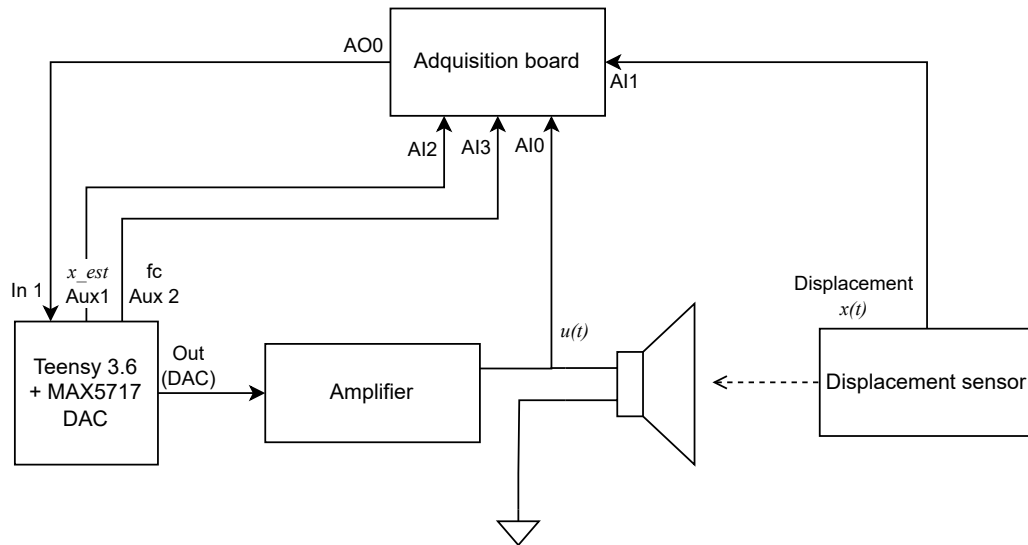 AO0
Adquisition board
AI1
AI2
AI3
AI0
x_est
fc
In 1
Aux1
Aux 2
Displacement
x(t)
u(t)
Teensy 3.6
+ MAX5717
DAC
Out
(DAC)
Amplifier
Displacement sensor